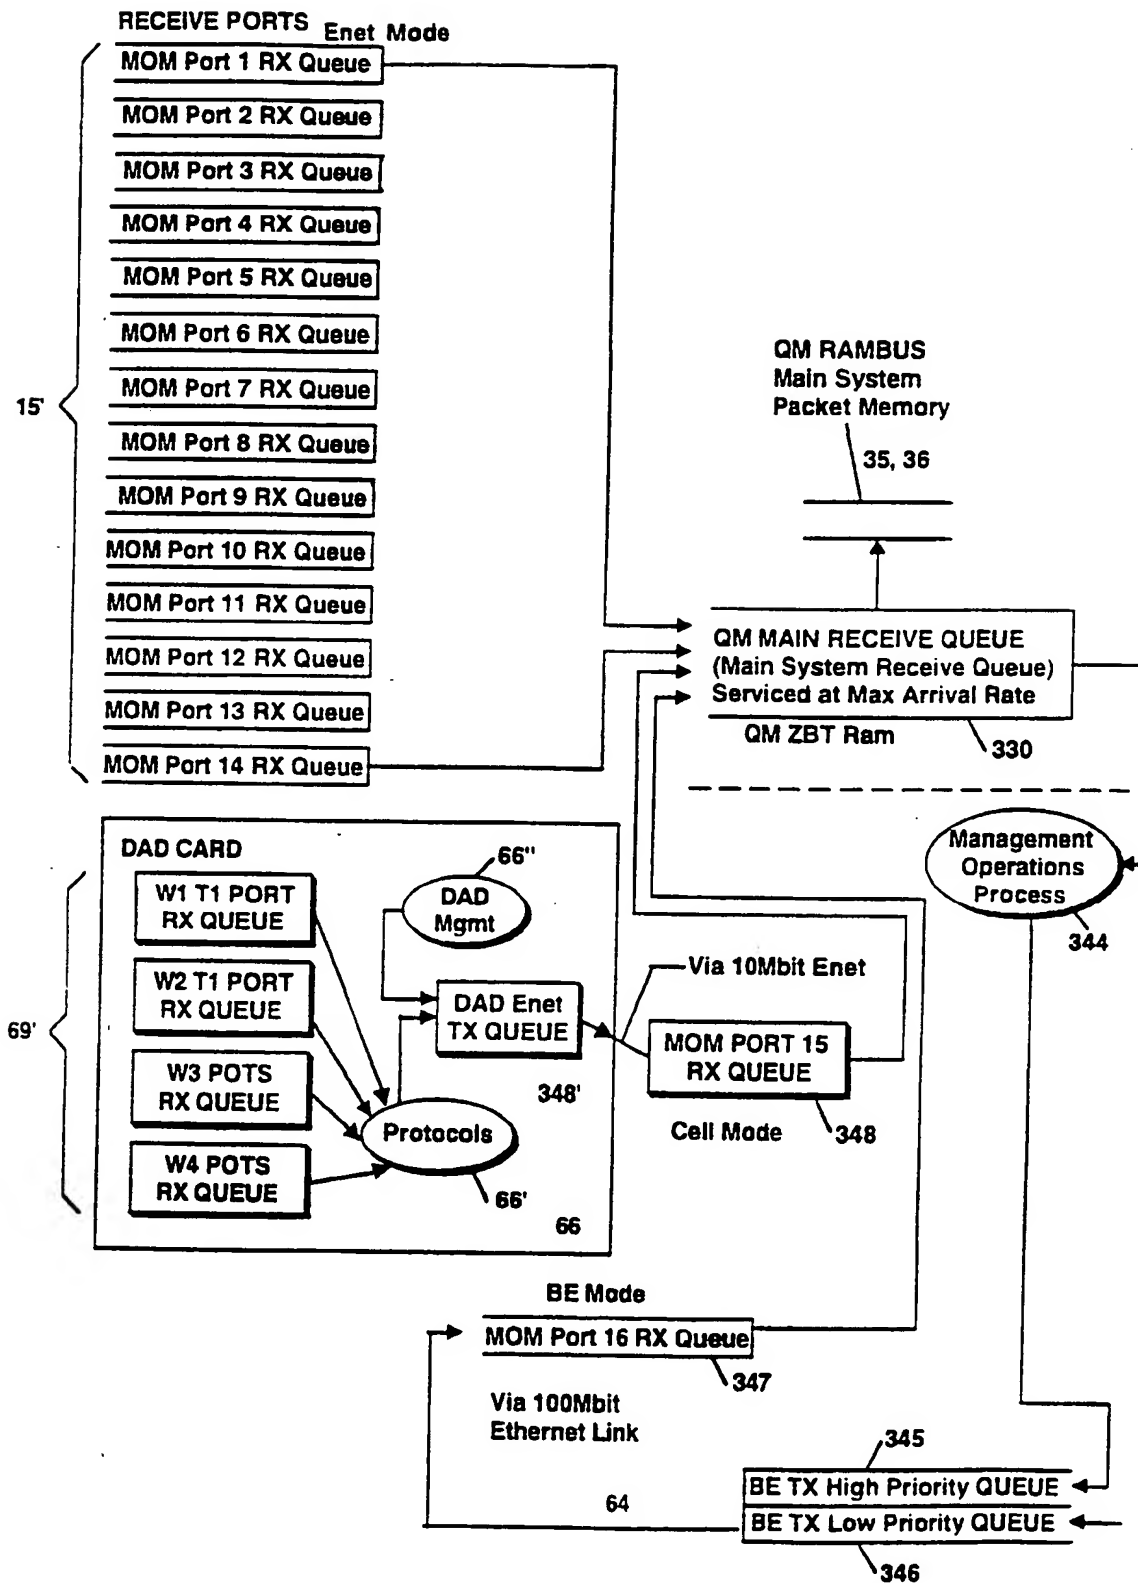 RECEIVE PORTS
Enet Mode
MOM Port 1 RX Queue
MOM Port 2 RX Queue
MOM Port 3 RX Queue
MOM Port 4 RX Queue
MOM Port 5 RX Queue
MOM Port 6 RX Queue
MOM Port 7 RX Queue
MOM Port 8 RX Queue
MOM Port 9 RX Queue
MOM Port 10 RX Queue
MOM Port 11 RX Queue
MOM Port 12 RX Queue
MOM Port 13 RX Queue
MOM Port 14 RX Queue
15'
QM RAMBUS
Main System
Packet Memory
35, 36
QM MAIN RECEIVE QUEUE
(Main System Receive Queue)
Serviced at Max Arrival Rate
QM ZBT Ram
330
Management
Operations
Process
344
DAD CARD
66"
W1 T1 PORT
RX QUEUE
DAD
Mgmt
W2 T1 PORT
RX QUEUE
DAD Enet
TX QUEUE
Via 10Mbit Enet
69'
W3 POTS
RX QUEUE
348'
MOM PORT 15
RX QUEUE
Protocols
Cell Mode
348
W4 POTS
RX QUEUE
66'
66
BE Mode
MOM Port 16 RX Queue
347
Via 100Mbit
Ethernet Link
345
BE TX High Priority QUEUE
64
BE TX Low Priority QUEUE
346